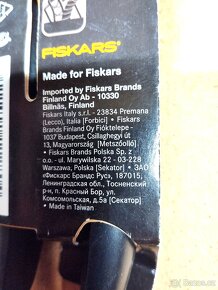 FISKARS
Made for Fiskars
Imported by Fiskars Brands
Finland Oy Ab - 10330
Billnäs, Finland
Fiskars Italy s.r.l. - 23834 Premana
(Lecco), Italia [Forbici] • Fiskars
Brands Finland Oy Fióktelepe -
1037 Budapest, Csillaghegyi út
13, Magyarország [Metszőolló] •
Fiskars Brands Polska Sp. z
o.o. - ul. Marywilska 22 - 03-228
Warszawa, Polska [Sekator] • ЗАО
«Фискарс Брандс Рус», 187015,
Ленинградская обл., Тосненский
р-н, п. Красный Бор, ул.
Комсомольская, д.5а [Секатор]
• Made in Taiwan